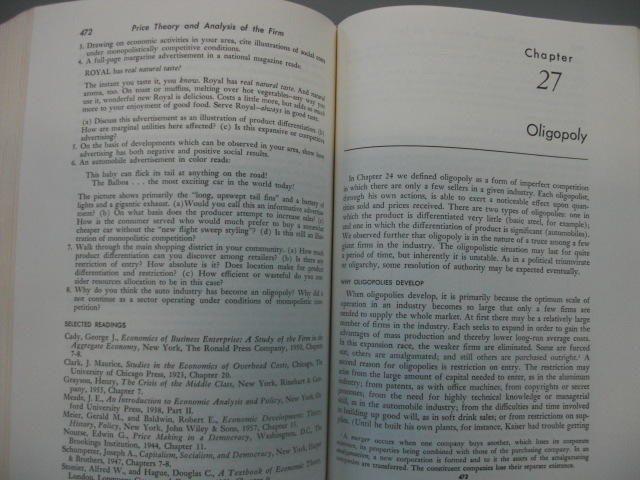 472 Price Theory and Analysis of the Firm
3. Drawing on economic activities in your area, cite illustrations of social costs
under monopolistically competitive conditions.
4. A full-page margarine advertisement in a national magazine reads:
ROYAL has real natural taste!
The instant you taste it, you know. Royal has real natural taste. And natural
aroma, too. On toast or muffins, melting over hot vegetables—any way you
use it, wonderful new Royal is delicious. Costs a little more, but adds so much
more to your enjoyment of good food. Serve Royal—always in good taste.
(a) Discuss this advertisement as an illustration of product differentiation. (b)
How are marginal utilities here affected? (c) Is this expansive or competitive
advertising?
5. On the basis of developments which can be observed in your area, show how
advertising has both negative and positive social results.
6. An automobile advertisement in color reads:
This baby can flick its tail at anything on the road!
The Balboa . . . the most exciting car in the world today!
The picture shows primarily the "long, upswept tail fins" and a battery of
lights and a gigantic exhaust. (a) Would you call this an informative advertise-
ment? (b) On what basis does the producer attempt to increase sales? (c)
How is the consumer served who would much prefer to buy a somewhat
cheaper car without the "new flight sweep styling"? (d) Is this still an illus-
tration of monopolistic competition?
7. Walk through the main shopping district in your community. (a) How much
product differentiation can you discover among retailers? (b) Is there any
restriction of entry? How absolute is it? Does location make for product
differentiation and restriction? (c) How efficient or wasteful do you con-
sider resource allocation to be in this case?
8. Why do you think the auto industry has become an oligopoly? Why did it
not continue as a sector operating under conditions of monopolistic com-
petition?
SELECTED READINGS
Cady, George J., Economics of Business Enterprise: A Study of the Firm in the
Aggregate Economy, New York, The Ronald Press Company, 1950, Chapters
7-8.
Clark, J. Maurice, Studies in the Economics of Overhead Costs, Chicago, The
University of Chicago Press, 1923, Chapter 20.
Grayson, Henry, The Crisis of the Middle Class, New York, Rinehart & Com-
pany, 1955, Chapter 7.
Meade, J. E., An Introduction to Economic Analysis and Policy, New York, Ox-
ford University Press, 1938, Part II.
Meier, Gerald M., and Baldwin, Robert E., Economic Development: Theory,
History, Policy, New York, John Wiley & Sons, 1957, Chapter
Nourse, Edwin G., Price Making in a Democracy, Washington, D.C., The
Brookings Institution, 1944, Chapter 11.
Schumpeter, Joseph A., Capitalism, Socialism, and Democracy, New York, Harper
& Brothers, 1947, Chapters 7-8.
Stonier, Alfred W., and Hague, Douglas C., A Textbook of Economic Theory,
London,
Chapter
27
Oligopoly
In Chapter 24 we defined oligopoly as a form of imperfect competition
in which there are only a few sellers in a given industry. Each oligopolist,
through his own actions, is able to exert a noticeable effect upon quan-
tities sold and prices received. There are two types of oligopolies: one in
which the product is differentiated very little (basic steel, for example),
and one in which the differentiation of product is significant (automobiles).
We observed further that oligopoly is in the nature of a truce among a few
giant firms in the industry. The oligopolistic situation may last for quite
a period of time, but inherently it is unstable. As in a political triumvirate
or oligarchy, some resolution of authority may be expected eventually.
WHY OLIGOPOLIES DEVELOP
When oligopolies develop, it is primarily because the optimum scale of
operation in an industry becomes so large that only a few firms are
needed to supply the whole market. At first there may be a relatively large
number of firms in the industry. Each seeks to expand in order to gain the
advantages of mass production and thereby lower long-run average costs.
In this expansion race, the weaker firms are eliminated. Some are forced
out, others are amalgamated; and still others are purchased outright.¹ A
second reason for oligopolies is restriction on entry. The restriction may
arise from the large amount of capital needed to enter, as in the aluminum
industry; from patents, as with office machines, from copyrights or secret
processes; from the need for highly technical knowledge or managerial
skill, as in the automobile industry; from the difficulties and time involved
in building up good will, as in soft drink sales; or from restrictions on sup-
plies. (Until he built his own plants, for instance, Kaiser had trouble getting
¹ A merger occurs when one company buys another, which loses its corporate
existence, its properties being combined with those of the purchasing company. In an
amalgamation, a new corporation is formed and to it the assets of the amalgamating
companies are transferred. The constituent companies lose their separate existence.
473